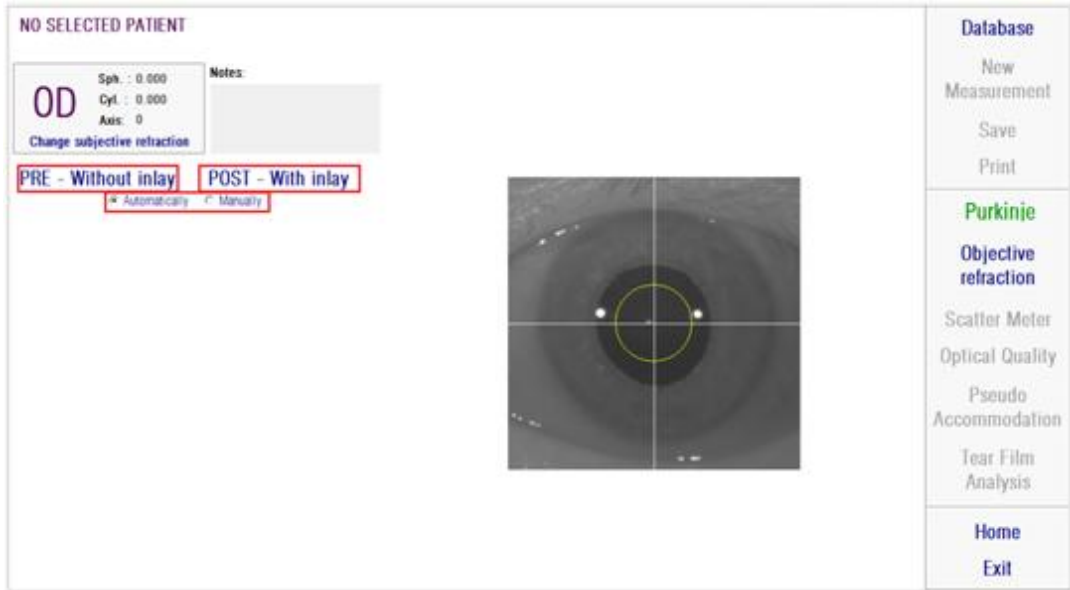 NO SELECTED PATIENT
OD
Sph. : 0.000
Cyl. : 0.000
Axis: 0
Change subjective refraction
Notes:
PRE - Without inlay
POST - With inlay
Automatically
Manually
Database
New
Measurement
Save
Print
Purkinje
Objective
refraction
Scatter Meter
Optical Quality
Pseudo
Accommodation
Tear Film
Analysis
Home
Exit